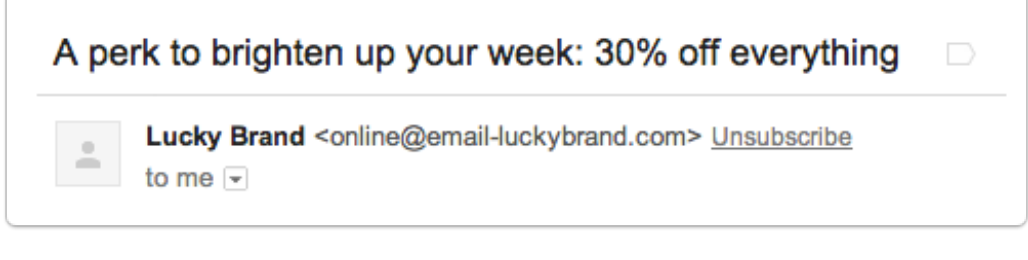 A perk to brighten up your week: 30% off everything
Lucky Brand <online@email-luckybrand.com> Unsubscribe
to me